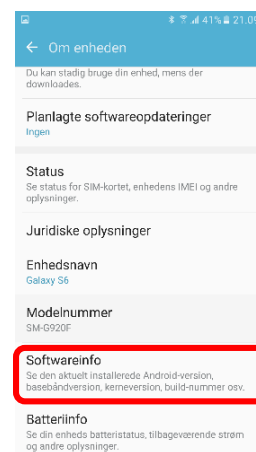 41% 21.09
Om enheden
Du kan stadig bruge din enhed, mens der
downloades.
Planlagte softwareopdateringer
Ingen
Status
Se status for SIM-kortet, enhedens IMEI og andre
oplysninger.
Juridiske oplysninger
Enhedsnavn
Galaxy S6
Modelnummer
SM-G920F
Softwareinfo
Se den aktuelt installerede Android-version,
basebåndversion, kerneversion, build-nummer osv.
Batteriinfo
Se din enheds batteristatus, tilbageværende strøm
og andre oplysninger.